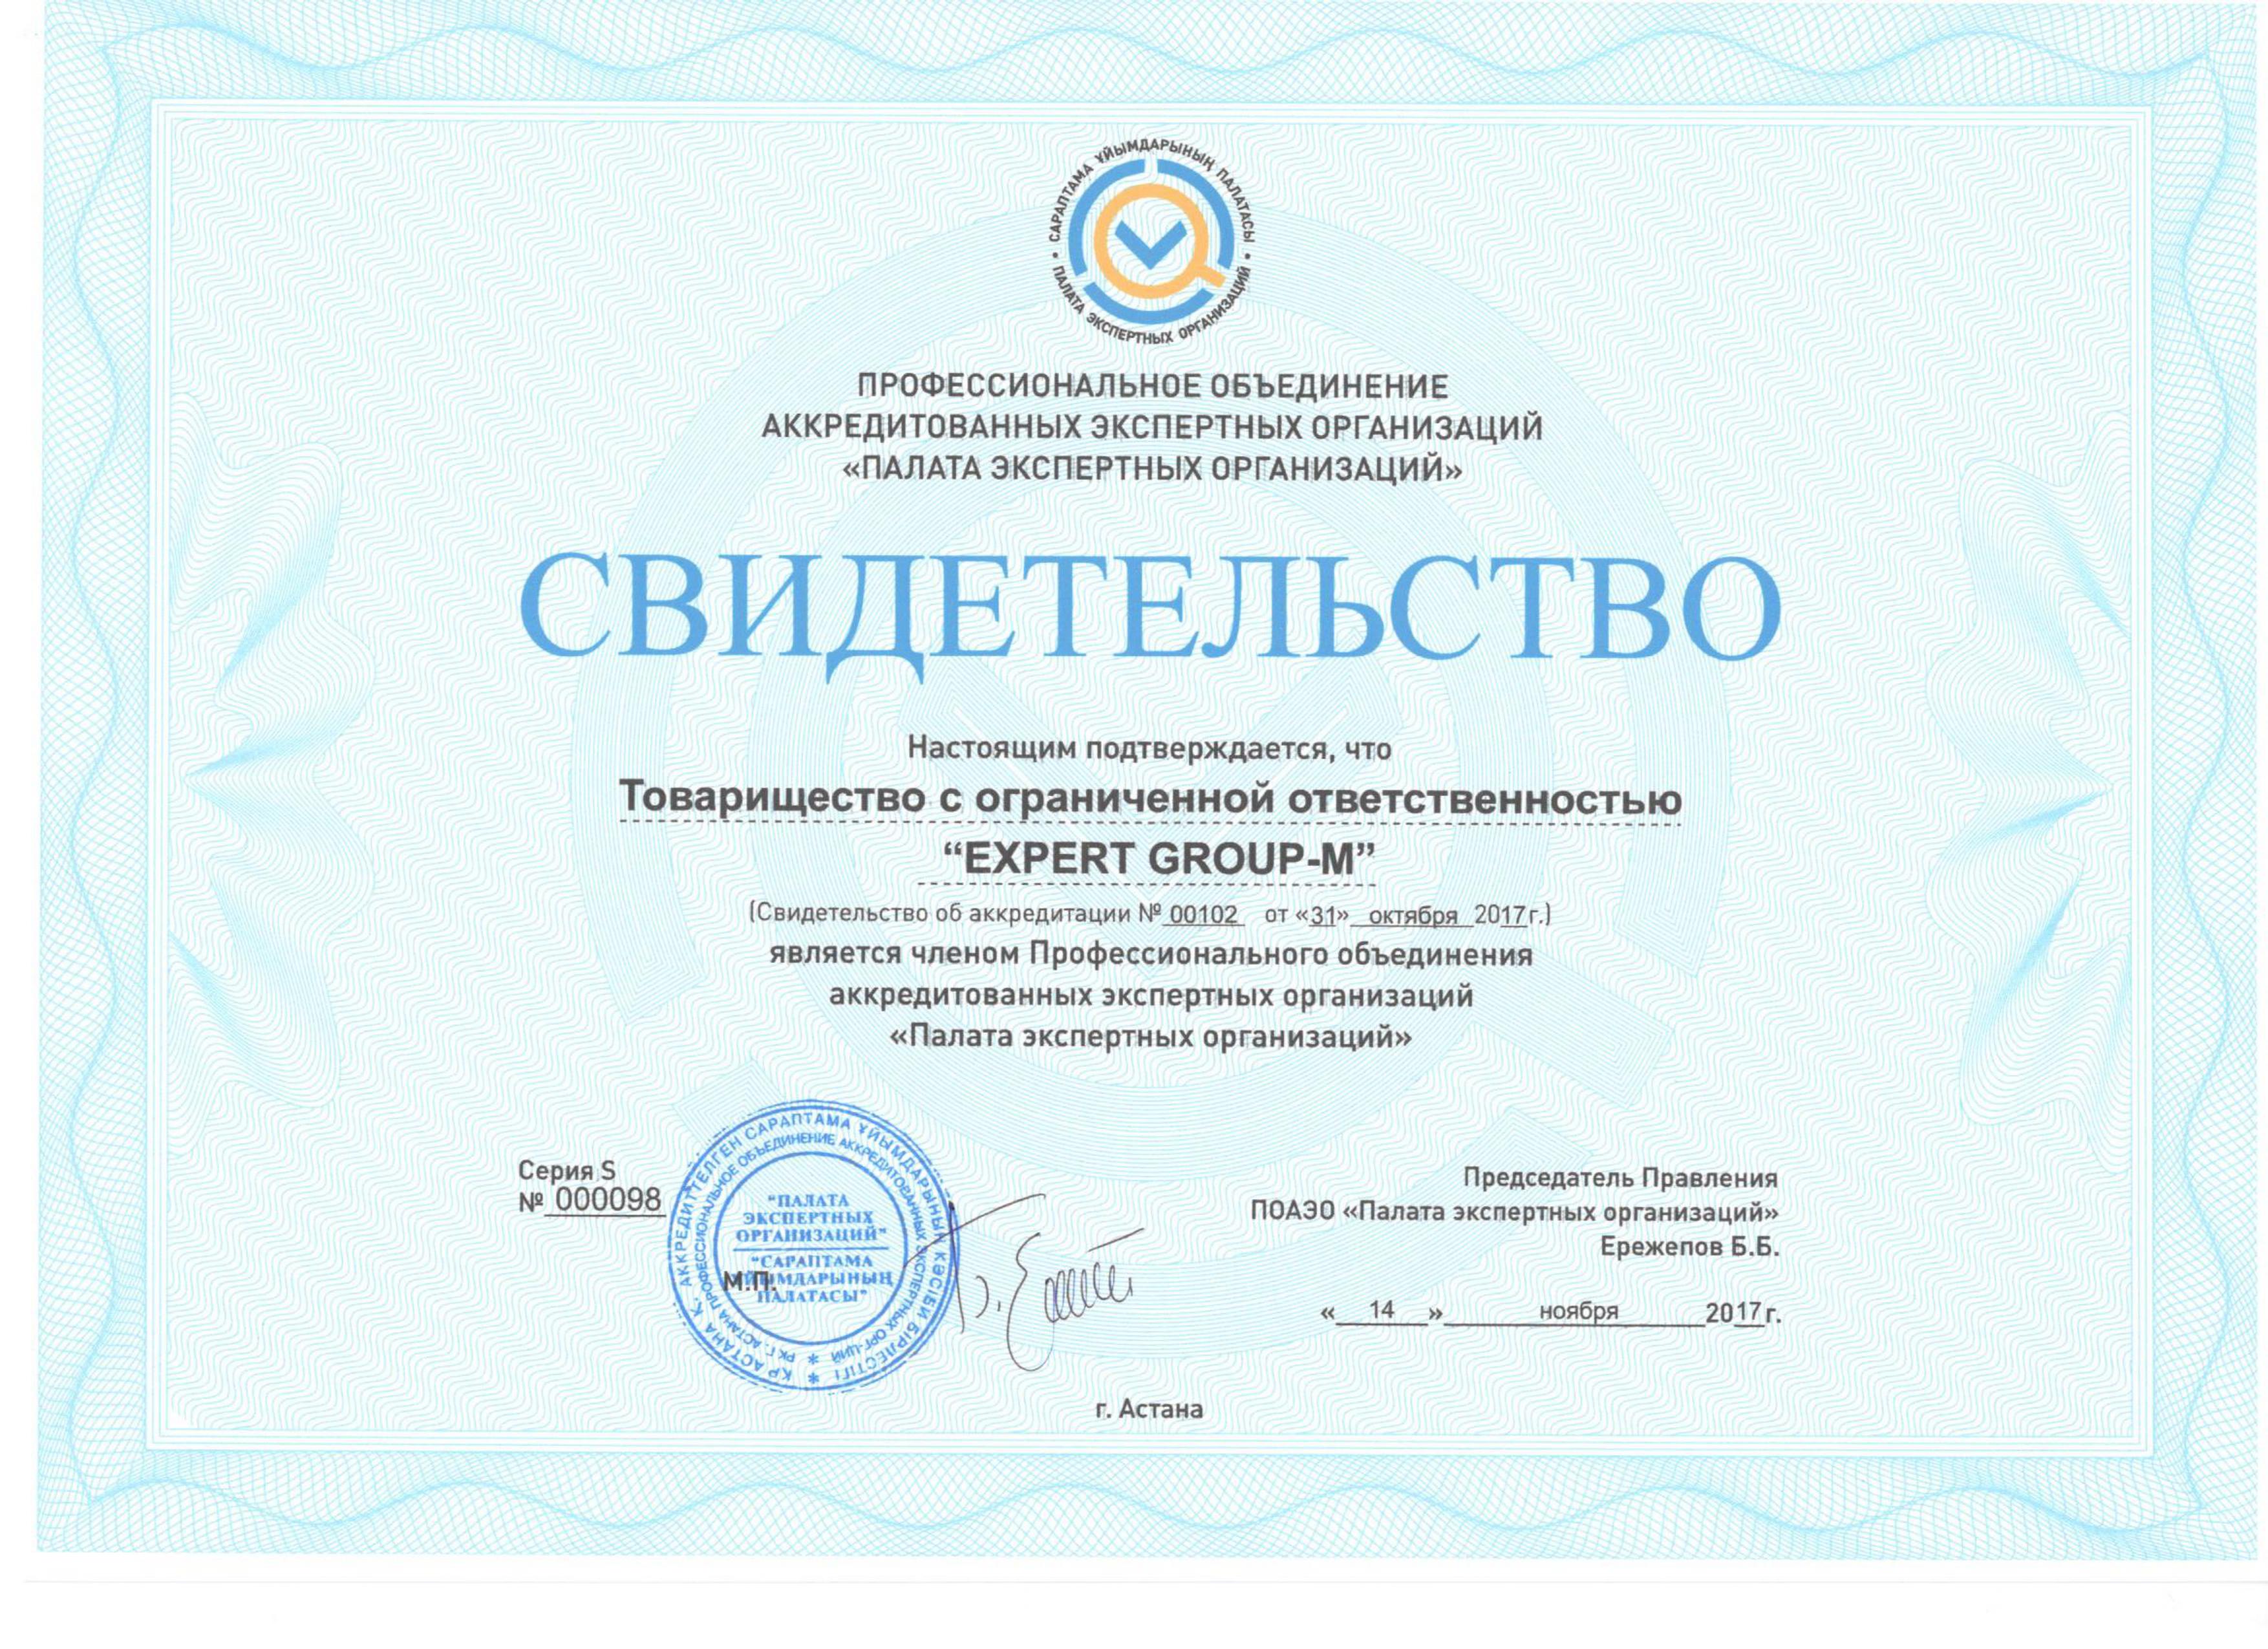 САРАПТАМА ҰЙЫМДАРЫНЫҢ ПАЛАТАСЫ
ПАЛАТА ЭКСПЕРТНЫХ ОРГАНИЗАЦИЙ
ПРОФЕССИОНАЛЬНОЕ ОБЪЕДИНЕНИЕ
АККРЕДИТОВАННЫХ ЭКСПЕРТНЫХ ОРГАНИЗАЦИЙ
«ПАЛАТА ЭКСПЕРТНЫХ ОРГАНИЗАЦИЙ»
СВИДЕТЕЛЬСТВО
Настоящим подтверждается, что
Товарищество с ограниченной ответственностью
“EXPERT GROUP-M”
(Свидетельство об аккредитации № 00102 от «31» октября 2017г.)
является членом Профессионального объединения
аккредитованных экспертных организаций
«Палата экспертных организаций»
Серия S
№ 000098
ҚР АСТАНА Қ. АККРЕДИТТЕЛГЕН САРАПТАМА ҰЙЫМДАРЫНЫҢ КӘСІБИ БІРЛЕСТІГІ
РК Г. АСТАНА ПРОФЕССИОНАЛЬНОЕ ОБЪЕДИНЕНИЕ АККРЕДИТОВАННЫХ ЭКСПЕРТНЫХ ОРГ-ЦИЙ
"ПАЛАТА
ЭКСПЕРТНЫХ
ОРГАНИЗАЦИЙ"
"САРАПТАМА
ҰЙЫМДАРЫНЫҢ
ПАЛАТАСЫ"
М.П.
Председатель Правления
ПОАЭО «Палата экспертных организаций»
Ережепов Б.Б.
« 14 » ноября 2017г.
г. Астана